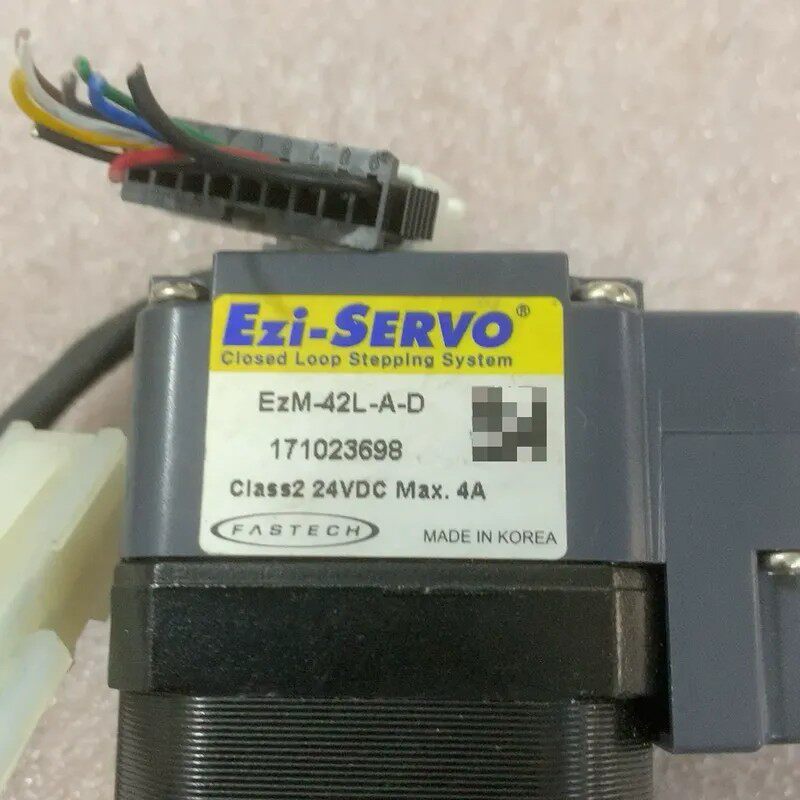 Ezi-SERVO®
Closed Loop Stepping System
EzM-42L-A-D
171023698
Class2 24VDC Max. 4A
FASTECH
MADE IN KOREA